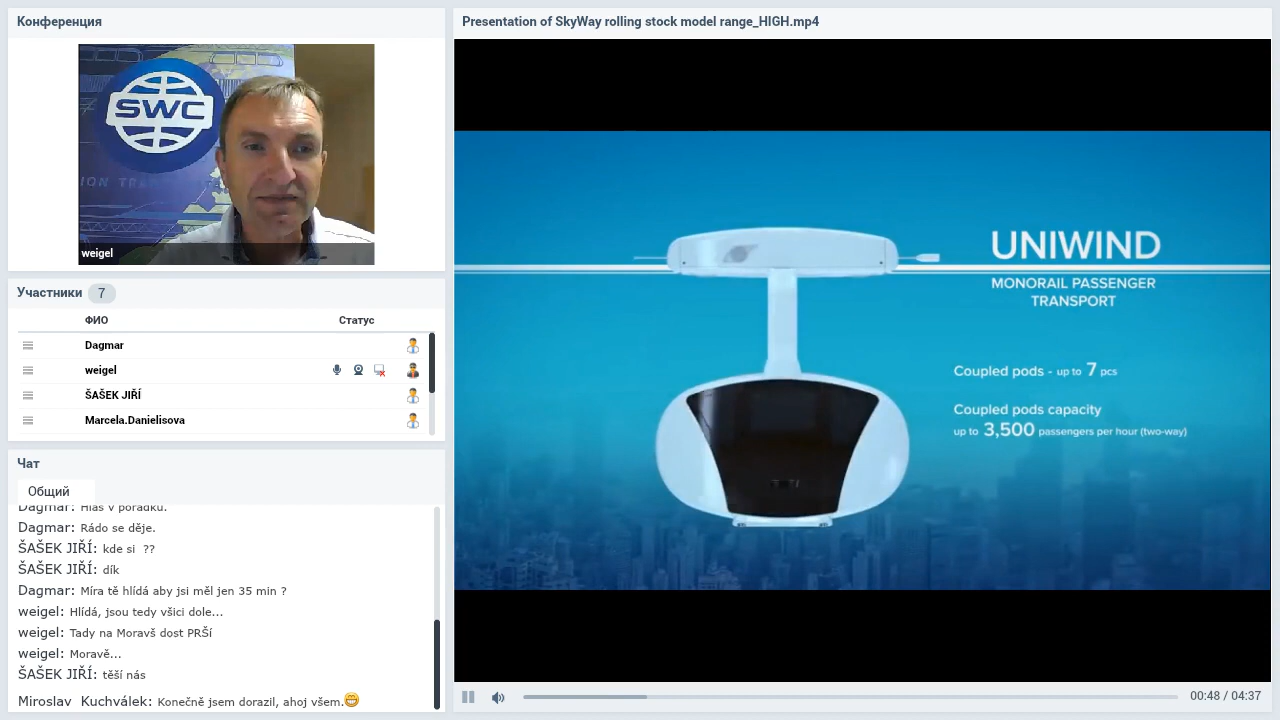 Конференция
SWC
ION TRA
weigel
Участники 7
ФИО Статус
Dagmar
weigel
ŠAŠEK JIŘÍ
Marcela.Danielisova
Чат
Общий
Dagmar: Hlas v pořádku.
Dagmar: Rádo se děje.
ŠAŠEK JIŘÍ: kde si ??
ŠAŠEK JIŘÍ: dík
Dagmar: Míra tě hlídá aby jsi měl jen 35 min ?
weigel: Hlídá, jsou tedy všici dole...
weigel: Tady na Moravš dost PRŠí
weigel: Moravě...
ŠAŠEK JIŘÍ: těší nás
Miroslav Kuchválek: Konečně jsem dorazil, ahoj všem.😁
Presentation of SkyWay rolling stock model range_HIGH.mp4
UNIWIND
MONORAIL PASSENGER
TRANSPORT
Coupled pods - up to 7 pcs
Coupled pods capacity
up to 3,500 passengers per hour (two-way)
00:48 / 04:37